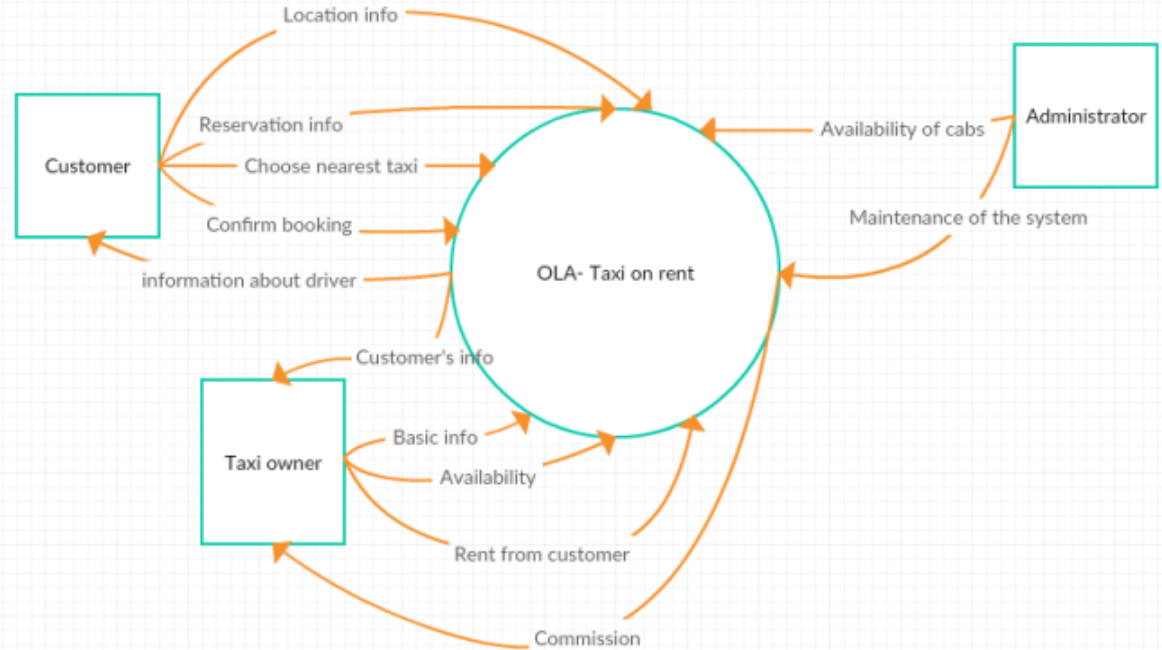 Location info
Administrator
Reservation info
Availability of cabs
Customer
Choose nearest taxi
Confirm booking
Maintenance of the system
information about driver
OLA- Taxi on rent
Customer's info
Basic info
Taxi owner
Availability
Rent from customer
Commission